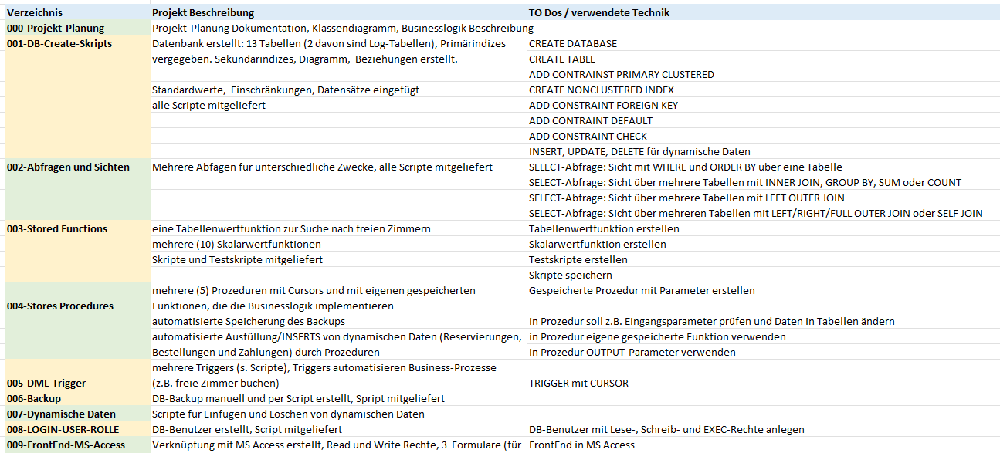 Verzeichnis Projekt Beschreibung TO Dos / verwendete Technik
000-Projekt-Planung Projekt-Planung Dokumentation, Klassendiagramm, Businesslogik Beschreibung
001-DB-Create-Skripts Datenbank erstellt: 13 Tabellen (2 davon sind Log-Tabellen), Primärindizes CREATE DATABASE
vergegeben. Sekundärindizes, Diagramm, Beziehungen erstellt. CREATE TABLE
ADD CONTRAINST PRIMARY CLUSTERED
Standardwerte, Einschränkungen, Datensätze eingefügt CREATE NONCLUSTERED INDEX
alle Scripte mitgeliefert ADD CONSTRAINT FOREIGN KEY
ADD CONTRAINT DEFAULT
ADD CONSTRAINT CHECK
INSERT, UPDATE, DELETE für dynamische Daten
002-Abfragen und Sichten Mehrere Abfagen für unterschiedliche Zwecke, alle Scripte mitgeliefert SELECT-Abfrage: Sicht mit WHERE und ORDER BY über eine Tabelle
SELECT-Abfrage: Sicht über mehrere Tabellen mit INNER JOIN, GROUP BY, SUM oder COUNT
SELECT-Abfrage: Sicht über mehrere Tabellen mit LEFT OUTER JOIN
SELECT-Abfrage: Sicht über mehreren Tabellen mit LEFT/RIGHT/FULL OUTER JOIN oder SELF JOIN
003-Stored Functions eine Tabellenwertfunktion zur Suche nach freien Zimmern Tabellenwertfunktion erstellen
mehrere (10) Skalarwertfunktionen Skalarwertfunktion erstellen
Skripte und Testskripte mitgeliefert Testskripte erstellen
Skripte speichern
mehrere (5) Prozeduren mit Cursors und mit eigenen gespeicherten Gespeicherte Prozedur mit Parameter erstellen
004-Stores Procedures Funktionen, die die Businesslogik implementieren
automatisierte Speicherung des Backups in Prozedur soll z.B. Eingangsparameter prüfen und Daten in Tabellen ändern
automatisierte Ausfüllung/INSERTS von dynamischen Daten (Reservierungen, in Prozedur eigene gespeicherte Funktion verwenden
Bestellungen und Zahlungen) durch Prozeduren in Prozedur OUTPUT-Parameter verwenden
mehrere Triggers (s. Scripte), Triggers automatisieren Business-Prozesse
005-DML-Trigger (z.B. freie Zimmer buchen) TRIGGER mit CURSOR
006-Backup DB-Backup manuell und per Script erstellt, Spript mitgeliefert
007-Dynamische Daten Scripte für Einfügen und Löschen von dynamischen Daten
008-LOGIN-USER-ROLLE DB-Benutzer erstellt, Script mitgeliefert DB-Benutzer mit Lese-, Schreib- und EXEC-Rechte anlegen
009-FrontEnd-MS-Access Verknüpfung mit MS Access erstellt, Read und Write Rechte, 3 Formulare (für FrontEnd in MS Access